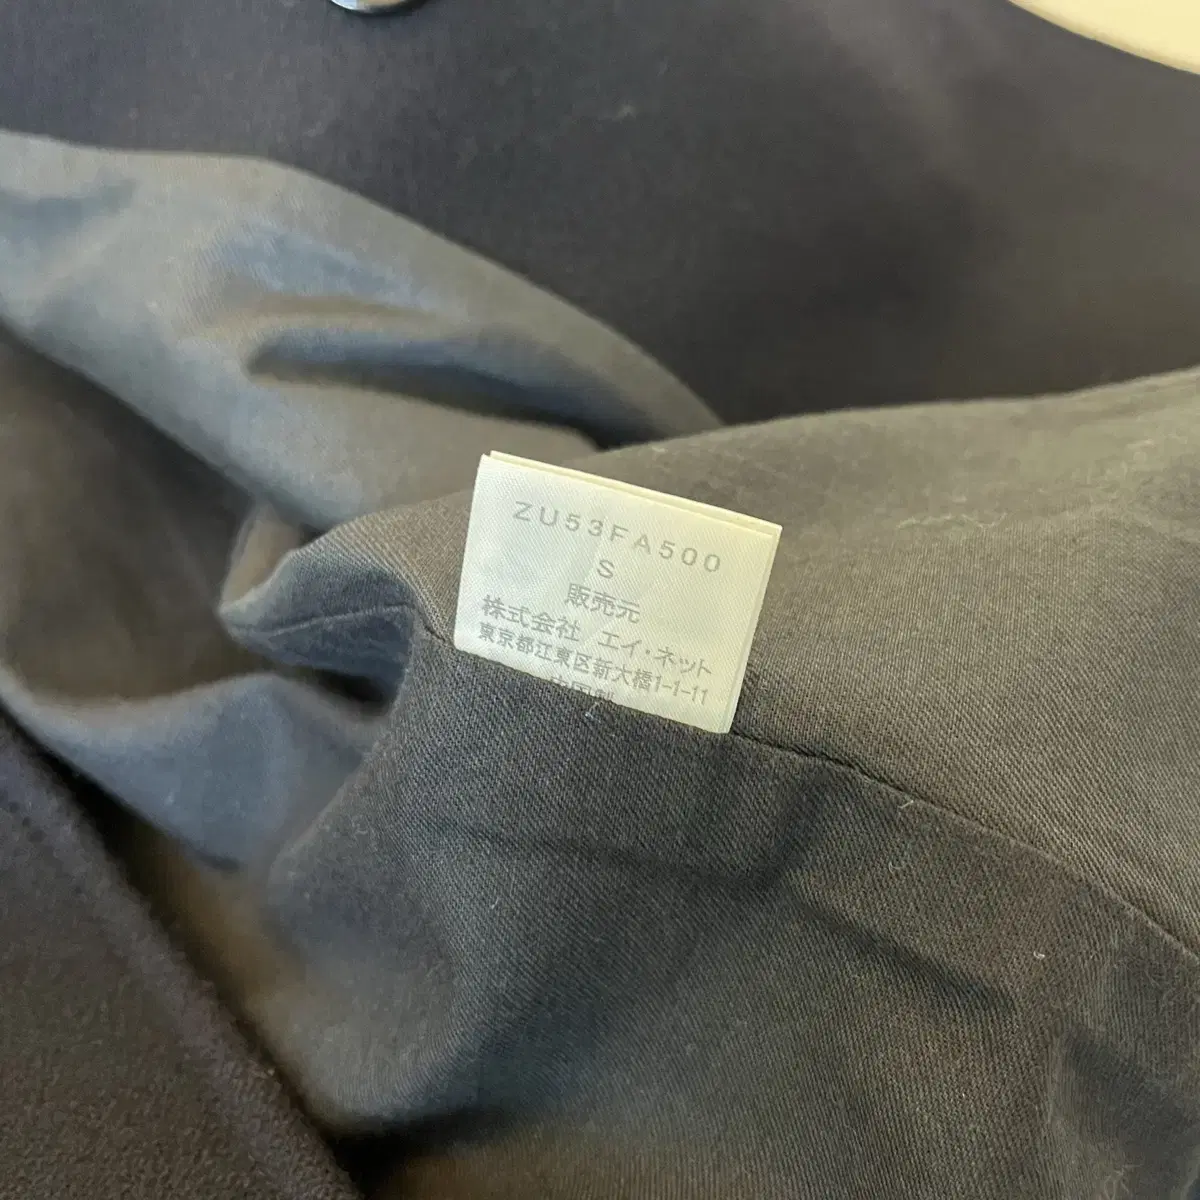 ZU53FA500
S
販売元
株式会社 エイ・ネット
東京都江東区新大橋1-1-11